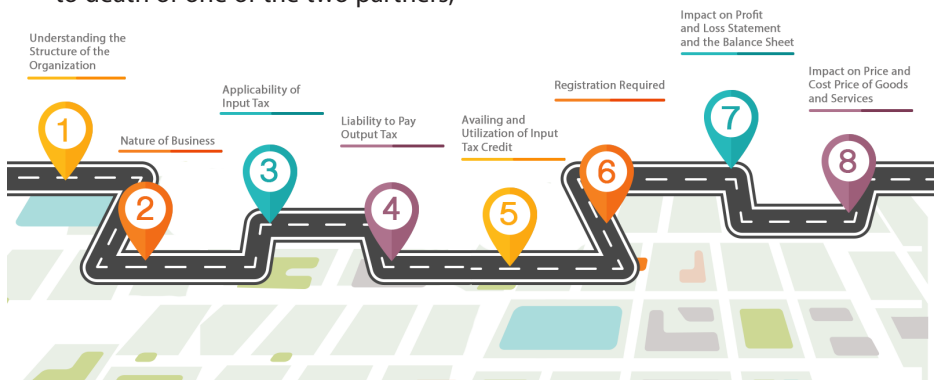 to death of one of the two partners,
Understanding the
Structure of the
Organization
1
Nature of Business
2
Applicability of
Input Tax
3
Liability to Pay
Output Tax
4
Availing and
Utilization of Input
Tax Credit
5
Registration Required
6
Impact on Profit
and Loss Statement
and the Balance Sheet
7
Impact on Price and
Cost Price of Goods
and Services
8